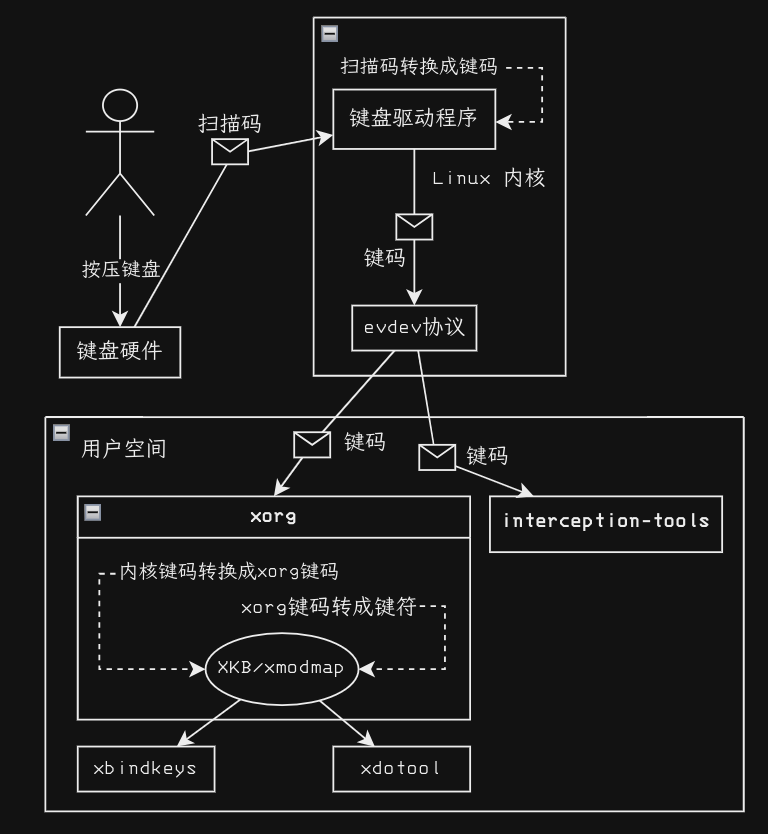 扫描码转换成键码
键盘驱动程序
扫描码
Linux 内核
键码
按压键盘
evdev协议
键盘硬件
用户空间
键码
键码
xorg
interception-tools
内核键码转换成xorg键码
xorg键码转成键符
XKB/xmodmap
xbindkeys
xdotool